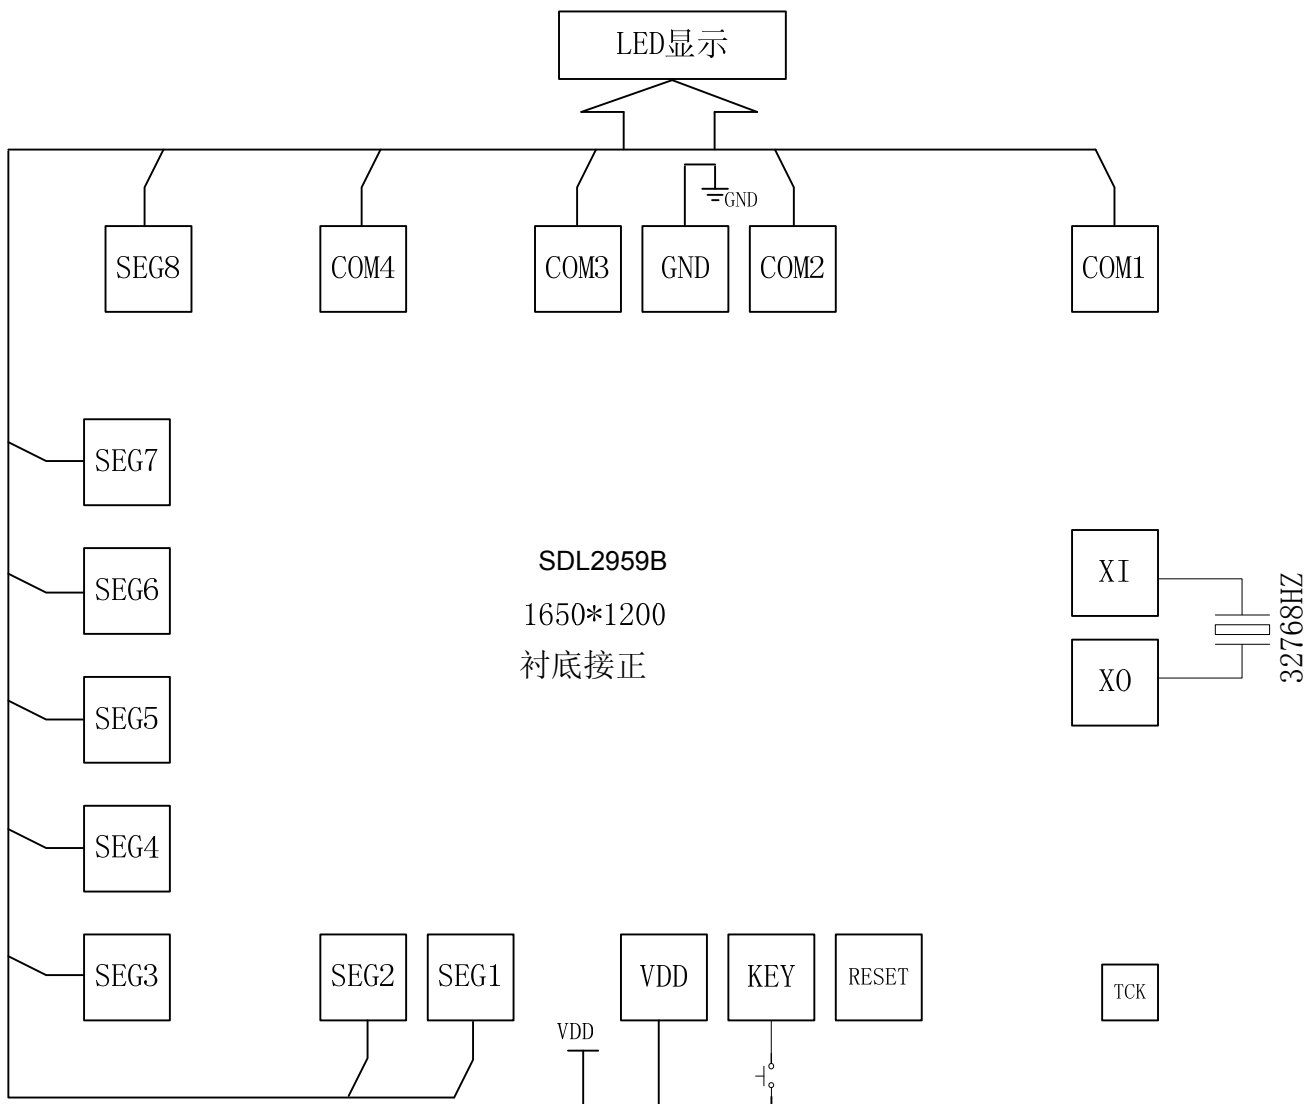 LED显示
GND
SEG8
COM4
COM3
GND
COM2
COM1
SEG7
SDL2959B
XI
SEG6
1650*1200
32768HZ
衬底接正
XO
SEG5
SEG4
SEG3
SEG2
SEG1
VDD
KEY
RESET
TCK
VDD